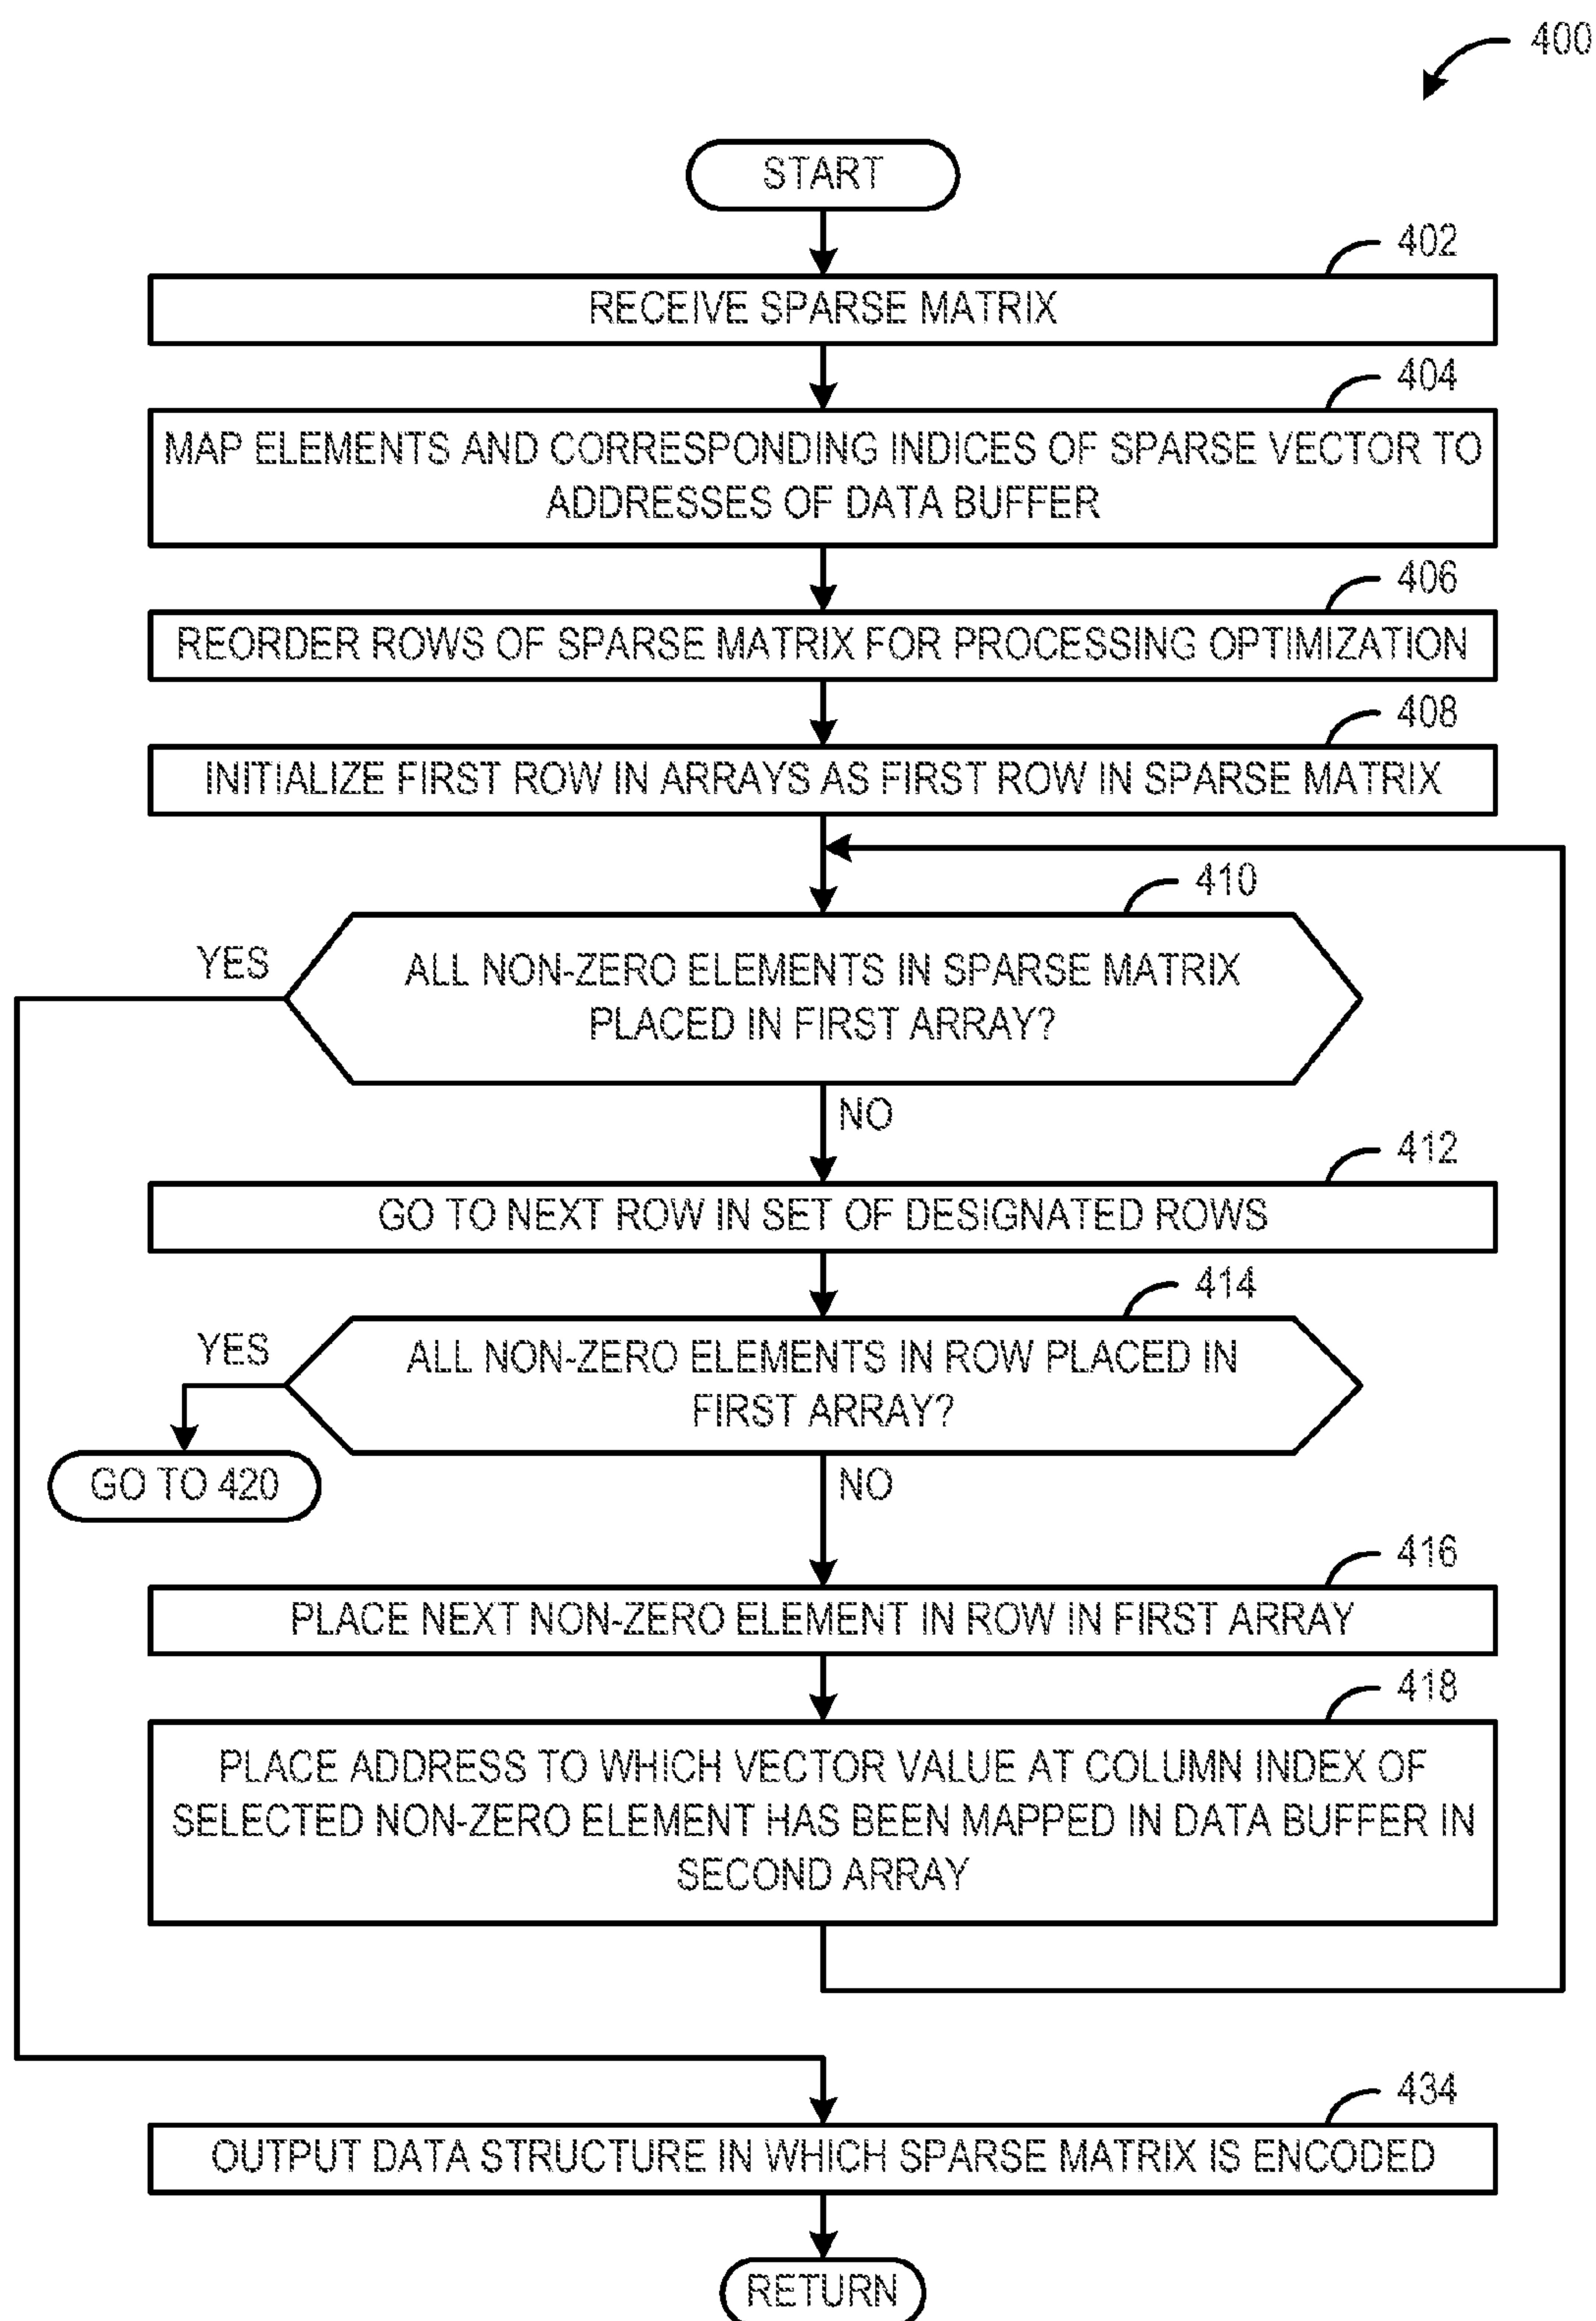 400
START
402
RECEIVE SPARSE MATRIX
404
MAP ELEMENTS AND CORRESPONDING INDICES OF SPARSE VECTOR TO
ADDRESSES OF DATA BUFFER
406
REORDER ROWS OF SPARSE MATRIX FOR PROCESSING OPTIMIZATION
408
INITIALIZE FIRST ROW IN ARRAYS AS FIRST ROW IN SPARSE MATRIX
410
YES
ALL NON-ZERO ELEMENTS IN SPARSE MATRIX
PLACED IN FIRST ARRAY?
NO
412
GO TO NEXT ROW IN SET OF DESIGNATED ROWS
414
YES
ALL NON-ZERO ELEMENTS IN ROW PLACED IN
FIRST ARRAY?
GO TO 420
NO
416
PLACE NEXT NON-ZERO ELEMENT IN ROW IN FIRST ARRAY
418
PLACE ADDRESS TO WHICH VECTOR VALUE AT COLUMN INDEX OF
SELECTED NON-ZERO ELEMENT HAS BEEN MAPPED IN DATA BUFFER IN
SECOND ARRAY
434
OUTPUT DATA STRUCTURE IN WHICH SPARSE MATRIX IS ENCODED
RETURN